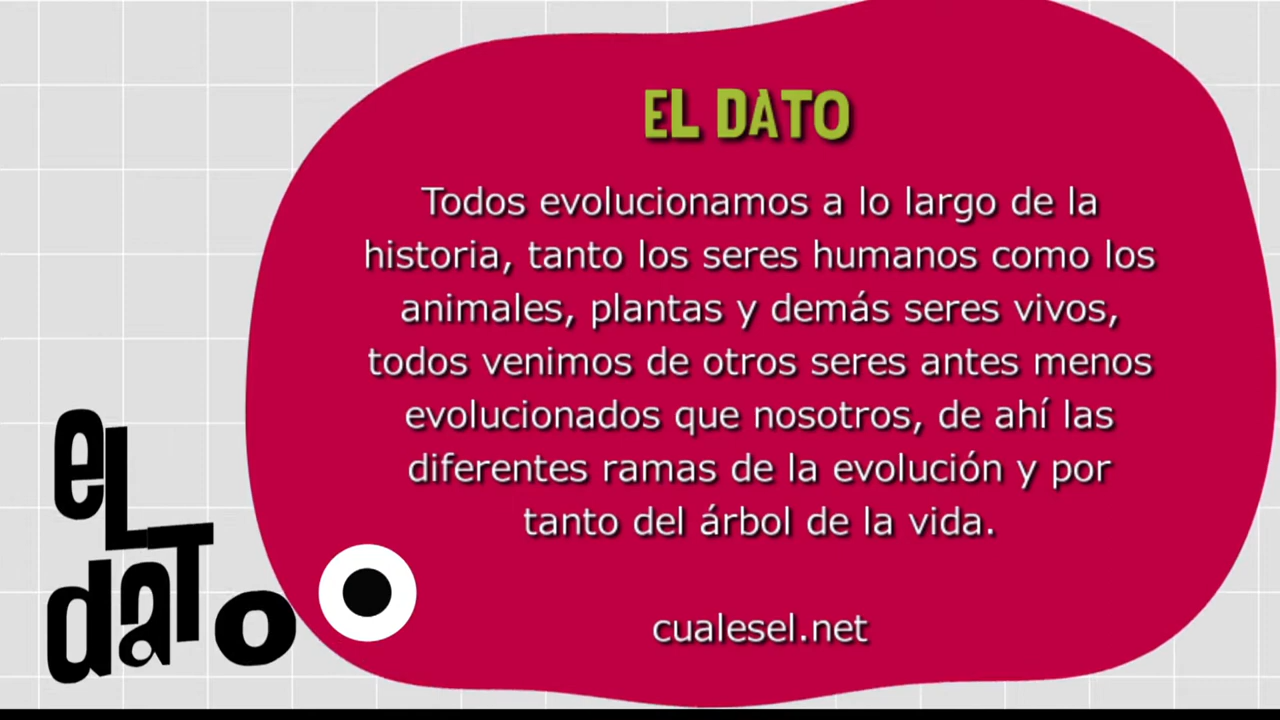 EL DATO
Todos evolucionamos a lo largo de la
historia, tanto los seres humanos como los
animales, plantas y demás seres vivos,
todos venimos de otros seres antes menos
evolucionados que nosotros, de ahí las
diferentes ramas de la evolución y por
tanto del árbol de la vida.
cualesel.net
eL
daTo